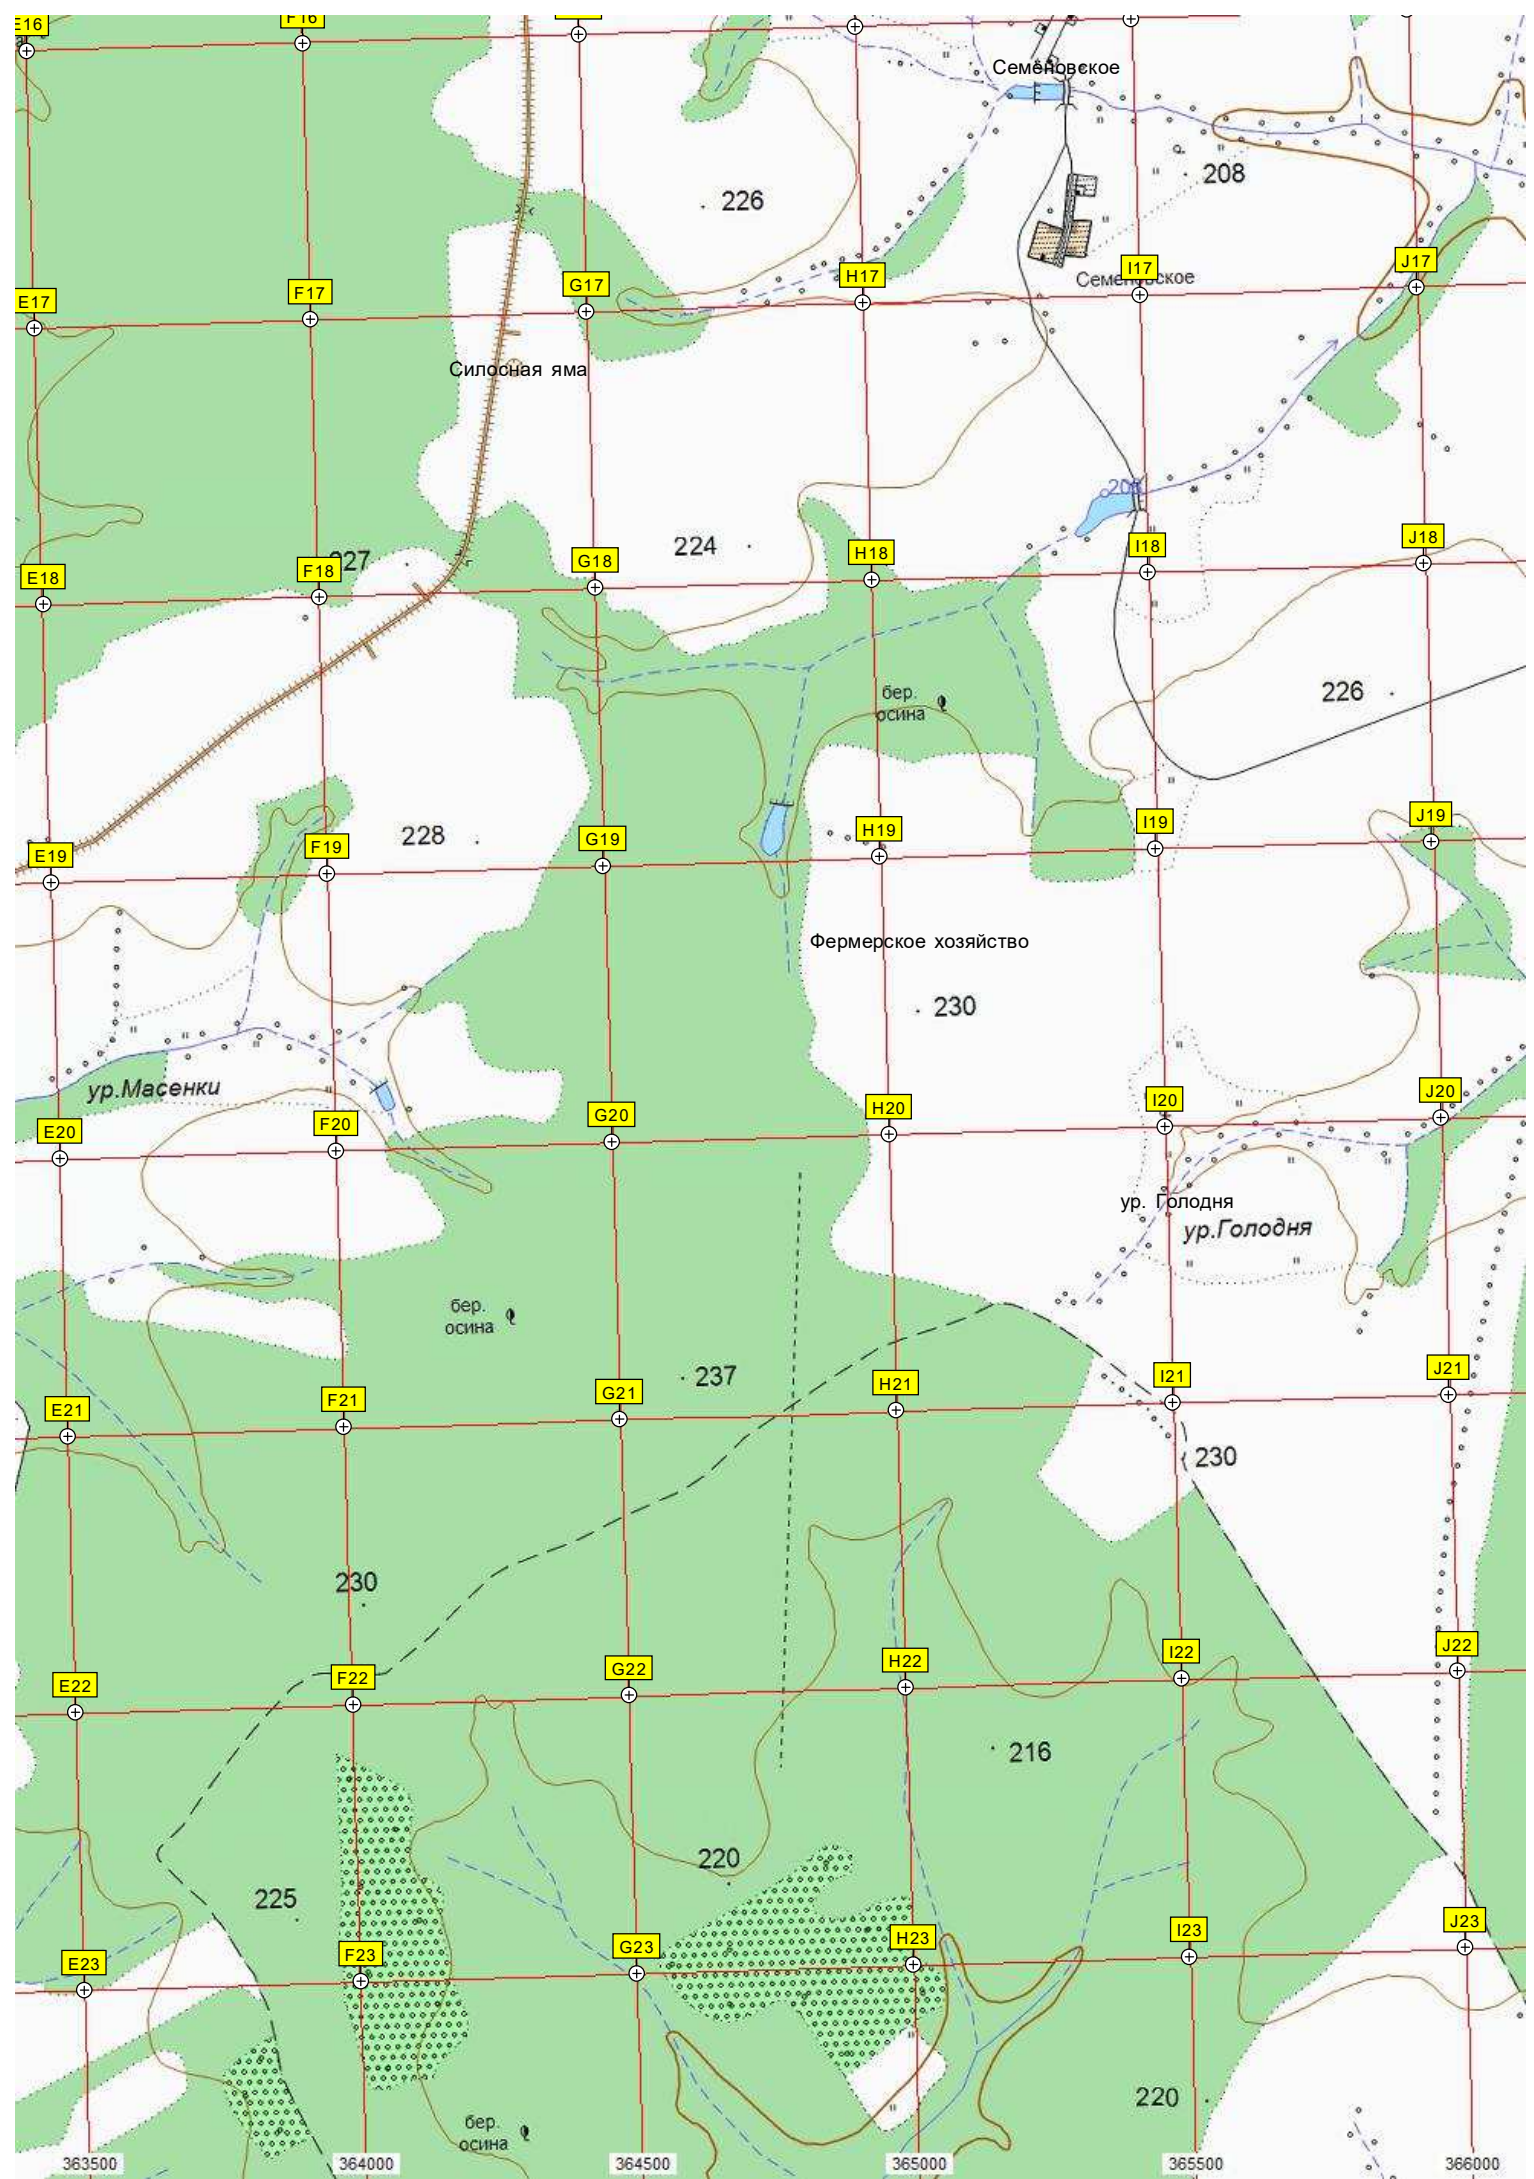 E16
F16
Семёновское
208
226
Семёновское
E17
F17
G17
H17
I17
J17
Силосная яма
227
224
E18
F18
G18
H18
I18
J18
бер.
осина
226
228
E19
F19
G19
H19
I19
J19
Фермерское хозяйство
230
ур.Масенки
E20
F20
G20
H20
I20
J20
ур. Голодня
ур.Голодня
бер.
осина
237
E21
F21
G21
H21
I21
J21
230
230
E22
F22
G22
H22
I22
J22
216
220
225
E23
F23
G23
H23
I23
J23
220
бер.
осина
363500
364000
364500
365000
365500
366000